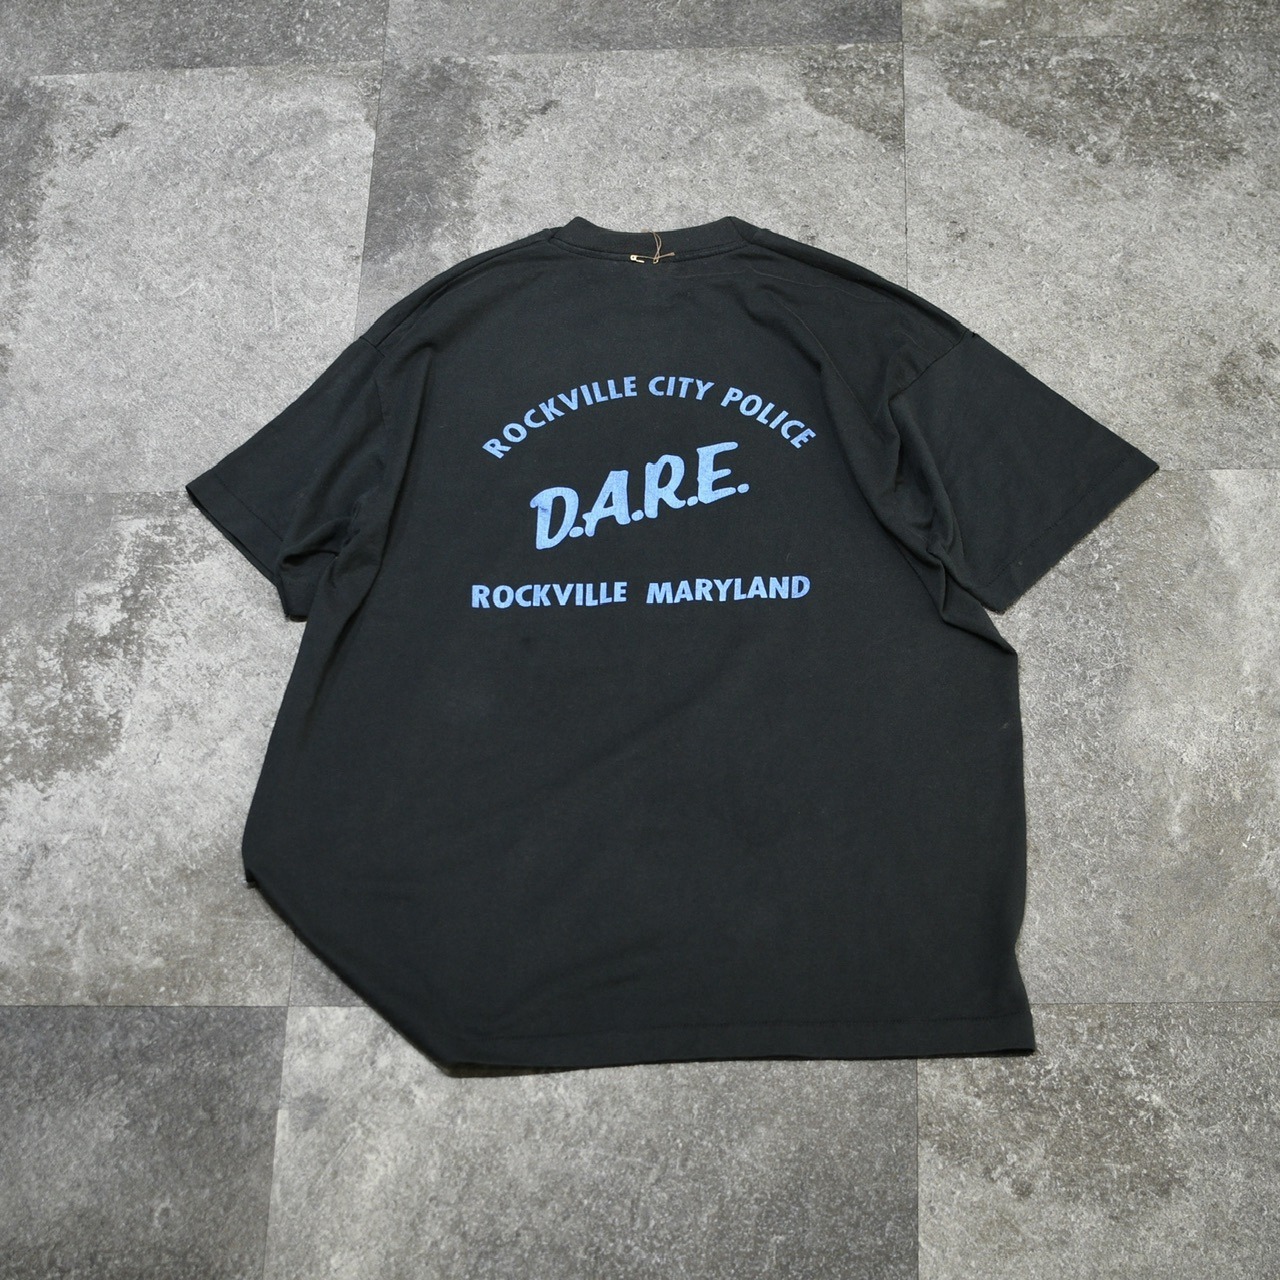 ROCKVILLE CITY POLICE
D.A.R.E.
ROCKVILLE MARYLAND